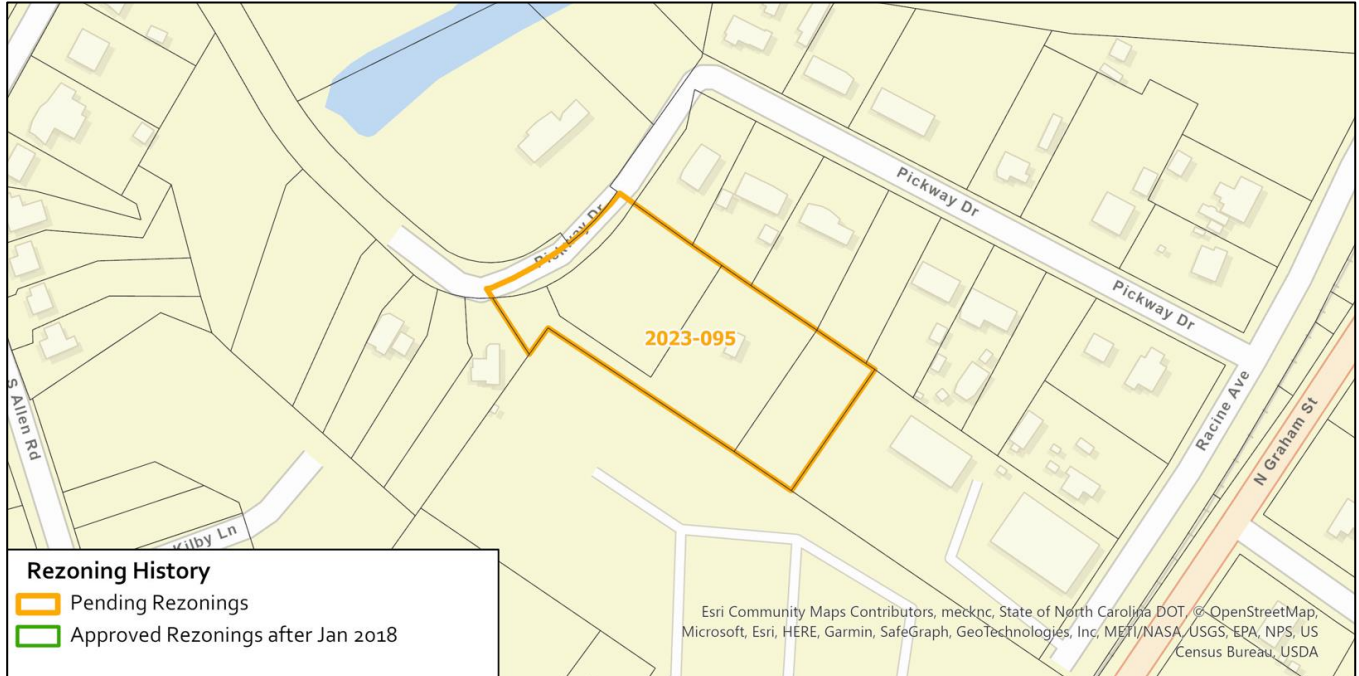 Pickway Dr
Pickway Dr
Pickway Dr
2023-095
Racine Ave
N Graham St
S Allen Rd
Kilby Ln
Rezoning History
Pending Rezonings
Approved Rezonings after Jan 2018
Esri Community Maps Contributors, mecknc, State of North Carolina DOT, © OpenStreetMap,
Microsoft, Esri, HERE, Garmin, SafeGraph, GeoTechnologies, Inc, METI/NASA, USGS, EPA, NPS, US
Census Bureau, USDA